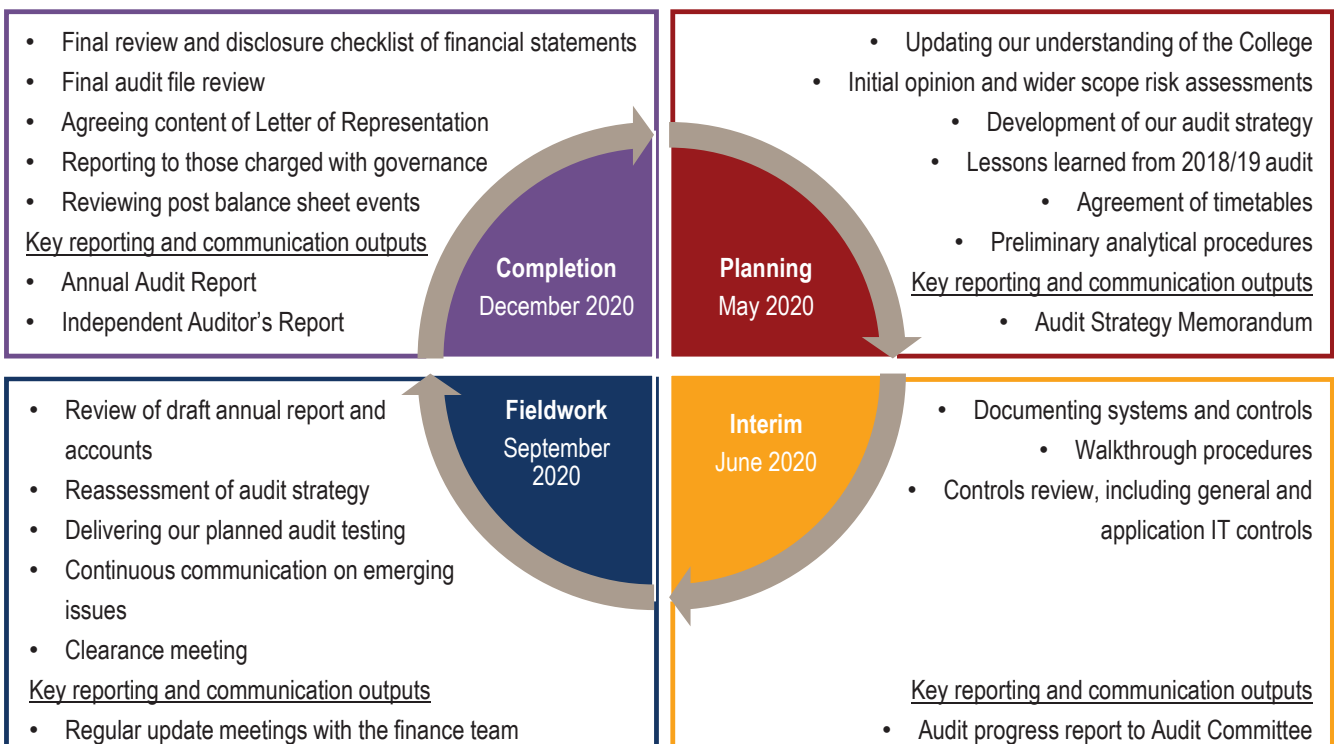 • Final review and disclosure checklist of financial statements
• Final audit file review
• Agreeing content of Letter of Representation
• Reporting to those charged with governance
• Reviewing post balance sheet events
Key reporting and communication outputs
• Annual Audit Report
• Independent Auditor's Report
Completion
December 2020
• Updating our understanding of the College
• Initial opinion and wider scope risk assessments
• Development of our audit strategy
• Lessons learned from 2018/19 audit
• Agreement of timetables
• Preliminary analytical procedures
Key reporting and communication outputs
• Audit Strategy Memorandum
Planning
May 2020
• Review of draft annual report and
accounts
• Reassessment of audit strategy
• Delivering our planned audit testing
• Continuous communication on emerging
issues
• Clearance meeting
Key reporting and communication outputs
• Regular update meetings with the finance team
Fieldwork
September
2020
Interim
June 2020
• Documenting systems and controls
• Walkthrough procedures
• Controls review, including general and
application IT controls
Key reporting and communication outputs
• Audit progress report to Audit Committee